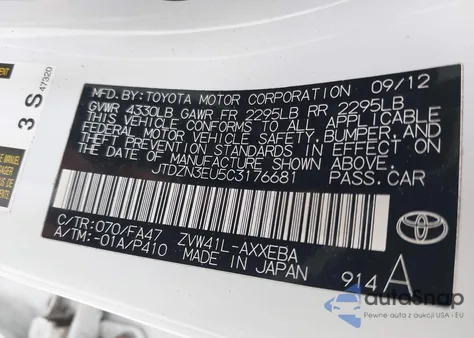 MFD. BY: TOYOTA MOTOR CORPORATION 09/12
GVWR 4330LB GAWR FR 2295LB RR 2295LB
THIS VEHICLE CONFORMS TO ALL APPLICABLE
FEDERAL MOTOR VEHICLE SAFETY, BUMPER, AND
THEFT PREVENTION STANDARDS IN EFFECT ON
THE DATE OF MANUFACTURE SHOWN ABOVE.
JTDZN3EU5C3176681
C/TR: 070/FA47 ZVW41L-AXXEBA
A/TM: -01A/P410 MADE IN JAPAN
914 A
TOYOTA
3 S 47320
autoSnap
Pewne auta z aukcji USA i EU